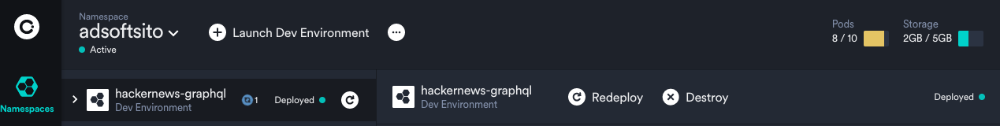 Namespace
adsoftsito
Active
Launch Dev Environment
Pods
8 / 10
Storage
2GB / 5GB
Namespaces
hackernews-graphql
Dev Environment
1
Deployed
hackernews-graphql
Dev Environment
Redeploy
Destroy
Deployed